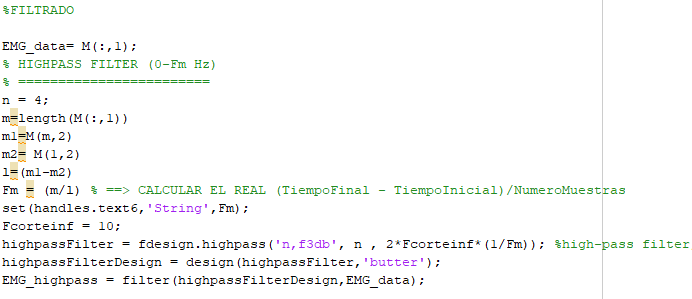 %FILTRADO
EMG_data= M(:,1);
% HIGHPASS FILTER (0-Fm Hz)
% =========================
n = 4;
m=length(M(:,1))
m1=M(m,2)
m2= M(1,2)
l=(m1-m2)
Fm = (m/l) % ==> CALCULAR EL REAL (TiempoFinal - TiempoInicial)/NumeroMuestras
set(handles.text6,'String',Fm);
Fcorteinf = 10;
highpassFilter = fdesign.highpass('n,f3db', n , 2*Fcorteinf*(1/Fm)); %high-pass filter
highpassFilterDesign = design(highpassFilter,'butter');
EMG_highpass = filter(highpassFilterDesign,EMG_data);